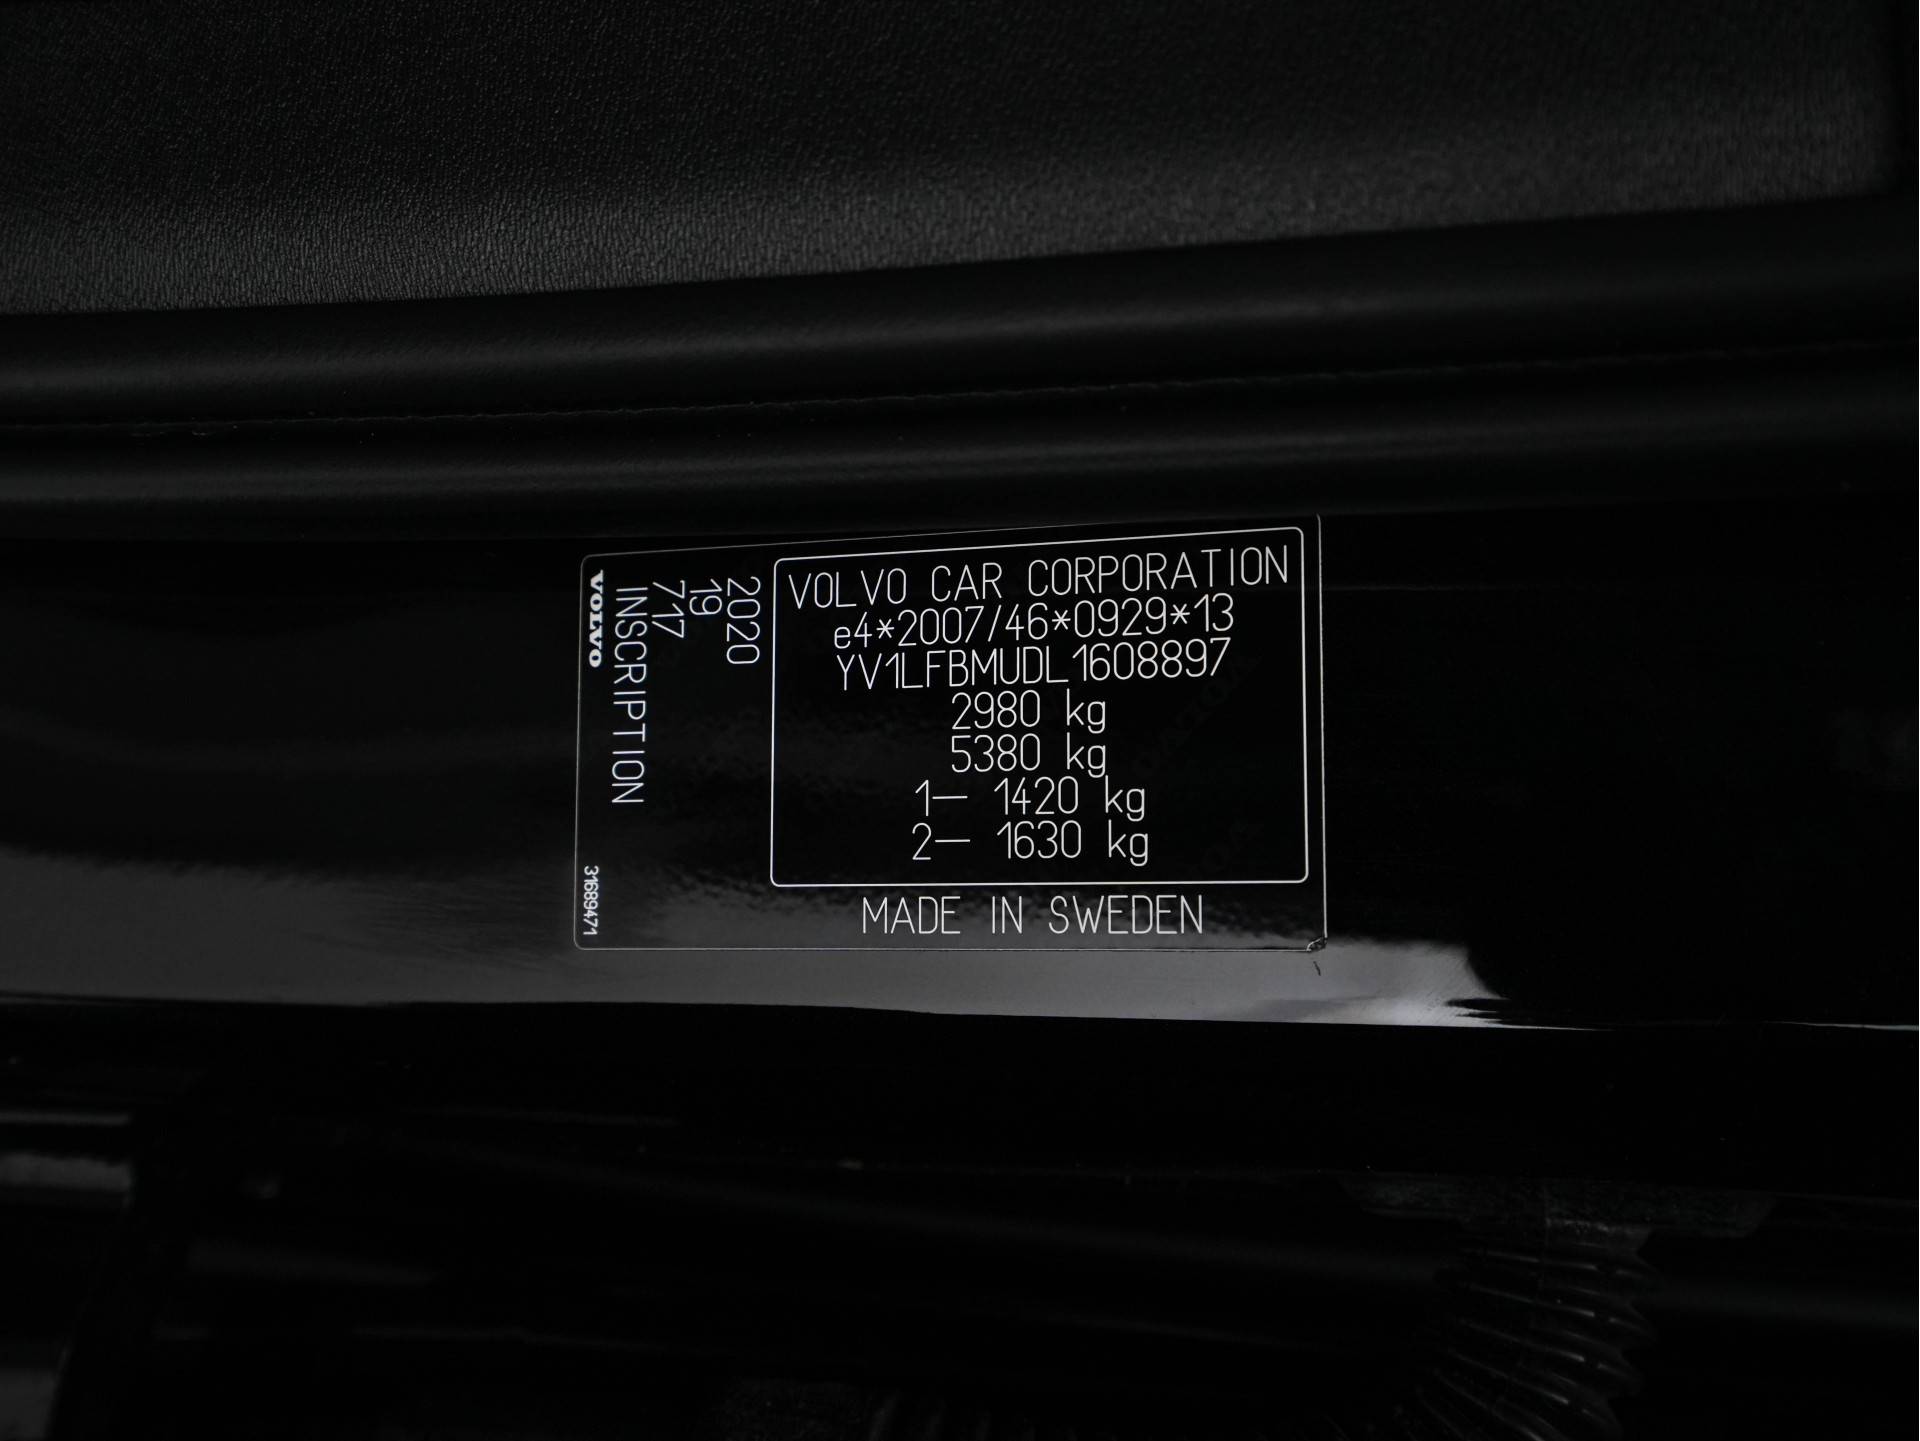 VOLVO CAR CORPORATION
e4*2007/46*0929*13
YV1LFBMUDL1608897
2980 kg
5380 kg
1– 1420 kg
2– 1630 kg
MADE IN SWEDEN
2020
19
717
INSCRIPTION
VOLVO
31689471